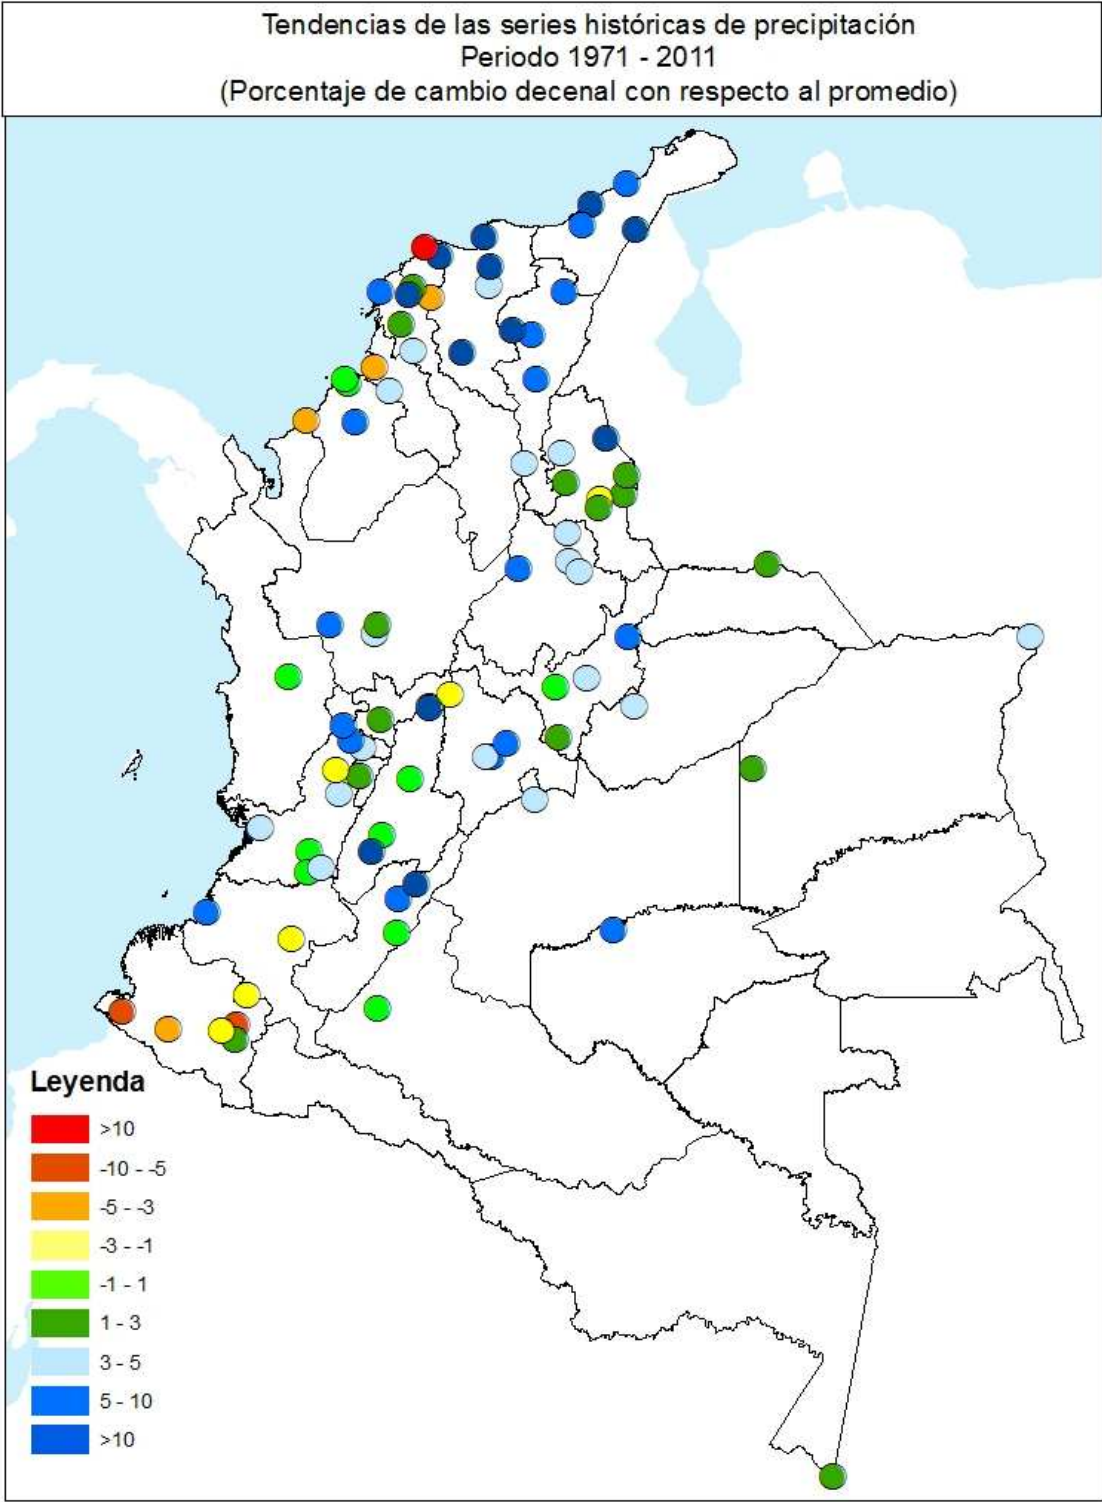 Tendencias de las series históricas de precipitación
Periodo 1971 - 2011
(Porcentaje de cambio decenal con respecto al promedio)
Leyenda
>10
-10 - -5
-5 - -3
-3 - -1
-1 - 1
1 - 3
3 - 5
5 - 10
>10